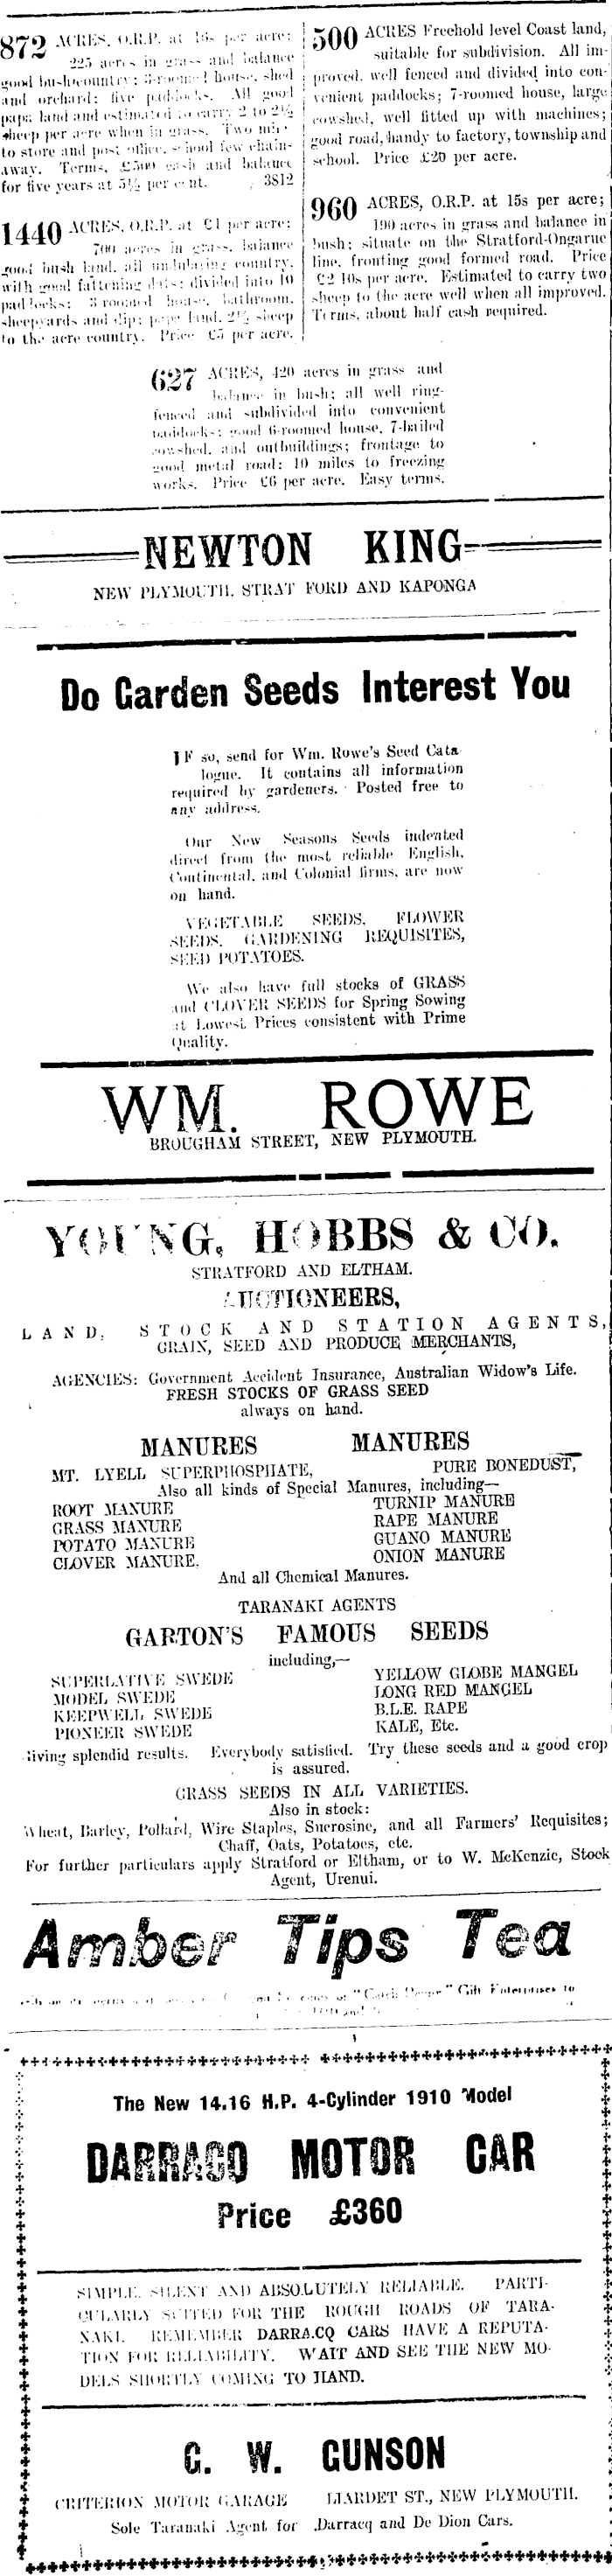 872 ACRES, O.R.P. at 16s per acre;
225 acres in grass and balance
good bush country; 3-roomed house, shed
and orchard; five paddocks. All good
papa land and estimated to carry 2 to 2½
sheep per acre when in grass. Two miles
to store and post office, school few chains
away. Terms, £500 cash and balance
for five years at 5½ per cent. 3812
1440 ACRES, O.R.P. at £1 per acre;
700 acres in grass, balance
good bush land, all undulating country,
with good fattening flats; divided into 10
paddocks; 3-roomed house, bathroom,
sheepyards and dip; papa land. 2½ sheep
to the acre country. Price £5 per acre.
500 ACRES Freehold level Coast land,
suitable for subdivision. All im-
proved, well fenced and divided into con-
venient paddocks; 7-roomed house, large
cowshed, well fitted up with machines;
good road, handy to factory, township and
school. Price £20 per acre.
960 ACRES, O.R.P. at 15s per acre;
190 acres in grass and balance in
bush; situate on the Stratford-Ongarue
line, fronting good formed road. Price
£2 10s per acre. Estimated to carry two
sheep to the acre well when all improved.
Terms, about half cash required.
627 ACRES, 420 acres in grass and
balance in bush; all well ring-
fenced and subdivided into convenient
paddocks; good 6-roomed house, 7-bailed
cowshed, and outbuildings; frontage to
good metal road; 10 miles to freezing
works. Price £6 per acre. Easy terms.
NEWTON KING
NEW PLYMOUTH, STRAT FORD AND KAPONGA
Do Garden Seeds Interest You
IF so, send for Wm. Rowe's Seed Cata
logue. It contains all information
required by gardeners. Posted free to
any address.
Our New Seasons Seeds indented
direct from the most reliable English,
Continental, and Colonial firms, are now
on hand.
VEGETABLE SEEDS, FLOWER
SEEDS, GARDENING REQUISITES,
SEED POTATOES.
We also have full stocks of GRASS
and CLOVER SEEDS for Spring Sowing
at Lowest Prices consistent with Prime
Quality.
WM. ROWE
BROUGHAM STREET, NEW PLYMOUTH.
YOUNG, HOBBS & CO.
STRATFORD AND ELTHAM.
AUCTIONEERS,
LAND, STOCK AND STATION AGENTS,
GRAIN, SEED AND PRODUCE MERCHANTS,
AGENCIES: Government Accident Insurance, Australian Widow's Life.
FRESH STOCKS OF GRASS SEED
always on hand.
MANURES MANURES
MT. LYELL SUPERPHOSPHATE, PURE BONEDUST,
Also all kinds of Special Manures, including—
ROOT MANURE TURNIP MANURE
GRASS MANURE RAPE MANURE
POTATO MANURE GUANO MANURE
CLOVER MANURE. ONION MANURE
And all Chemical Manures.
TARANAKI AGENTS
GARTON'S FAMOUS SEEDS
including,—
SUPERLATIVE SWEDE YELLOW GLOBE MANGEL
MODEL SWEDE LONG RED MANGEL
KEEPWELL SWEDE B.L.E. RAPE
PIONEER SWEDE KALE, Etc.
Giving splendid results. Everybody satisfied. Try these seeds and a good crop
is assured.
GRASS SEEDS IN ALL VARIETIES.
Also in stock:
Wheat, Barley, Pollard, Wire Staples, Sucrosine, and all Farmers' Requisites;
Chaff, Oats, Potatoes, etc.
For further particulars apply Stratford or Eltham, or to W. McKenzie, Stock
Agent, Urenui.
Amber Tips Tea
Gift Enterprises to
The New 14.16 H.P. 4-Cylinder 1910 Model
DARRACQ MOTOR CAR
Price £360
SIMPLE, SILENT AND ABSOLUTELY RELIABLE. PARTI-
CULARLY SUITED FOR THE ROUGH ROADS OF TARA-
NAKI. REMEMBER DARRACQ CARS HAVE A REPUTA-
TION FOR RELIABILITY. WAIT AND SEE THE NEW MO-
DELS SHORTLY COMING TO HAND.
C. W. GUNSON
CRITERION MOTOR GARAGE LIARDET ST., NEW PLYMOUTH.
Sole Taranaki Agent for Darracq and De Dion Cars.